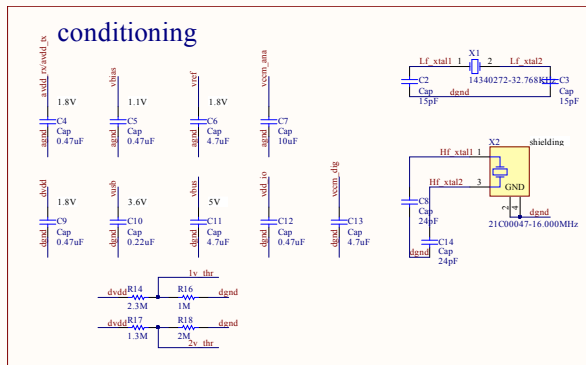 conditioning
avdd_rx/avdd_tx
1.8V
C4
Cap
0.47uF
agnd
vbias
1.1V
C5
Cap
0.47uF
agnd
vref
1.8V
C6
Cap
4.7uF
agnd
vccm_ana
C7
Cap
10uF
agnd
X1
Lf_xtal1 1 2 Lf_xtal2
14340272-32.768KHz
C2
Cap
15pF
dgnd
C3
Cap
15pF
dvdd
1.8V
C9
Cap
0.47uF
dgnd
vusb
3.6V
C10
Cap
0.22uF
dgnd
vbus
5V
C11
Cap
4.7uF
dgnd
vdd_io
C12
Cap
0.47uF
dgnd
vccm_dig
C13
Cap
4.7uF
dgnd
X2
shielding
Hf_xtal1 1
Hf_xtal2 3
GND
2
4
dgnd
21C00047-16.000MHz
C8
Cap
24pF
C14
Cap
24pF
dgnd
1v_thr
dvdd R14 R16 dgnd
2.3M 1M
dvdd R17 R18 dgnd
1.3M 2M
2v_thr